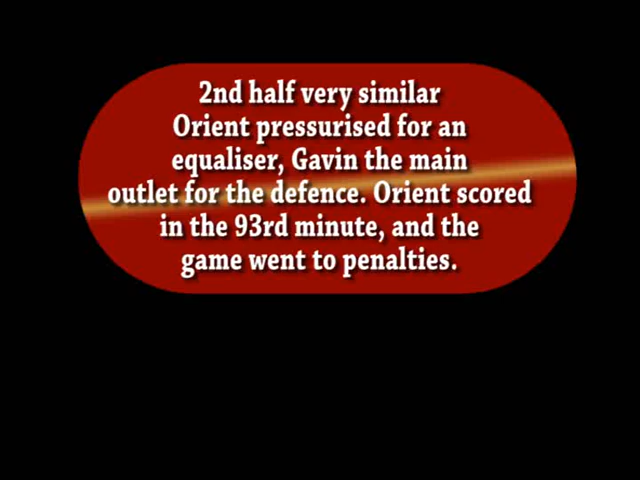 2nd half very similar
Orient pressurised for an
equaliser, Gavin the main
outlet for the defence. Orient scored
in the 93rd minute, and the
game went to penalties.